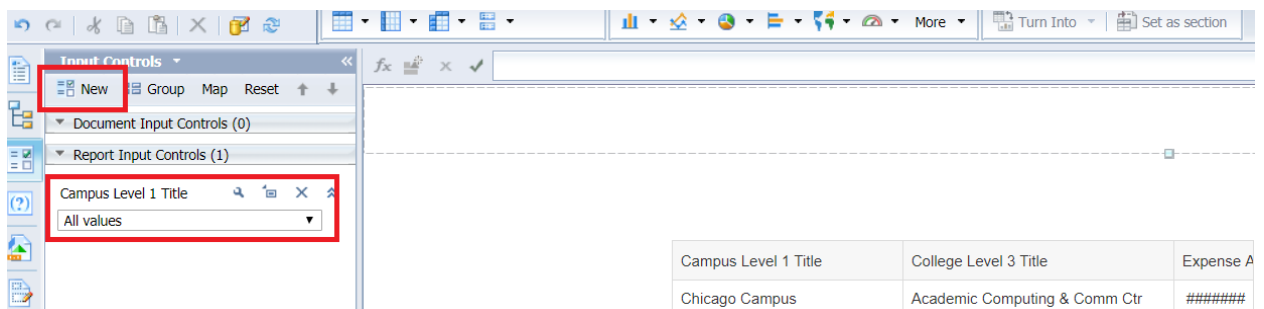 More Turn Into Set as section
Input Controls «
fx
New Group Map Reset
Document Input Controls (0)
Report Input Controls (1)
(?)
Campus Level 1 Title
All values
Campus Level 1 Title College Level 3 Title Expense A
Chicago Campus Academic Computing & Comm Ctr #######